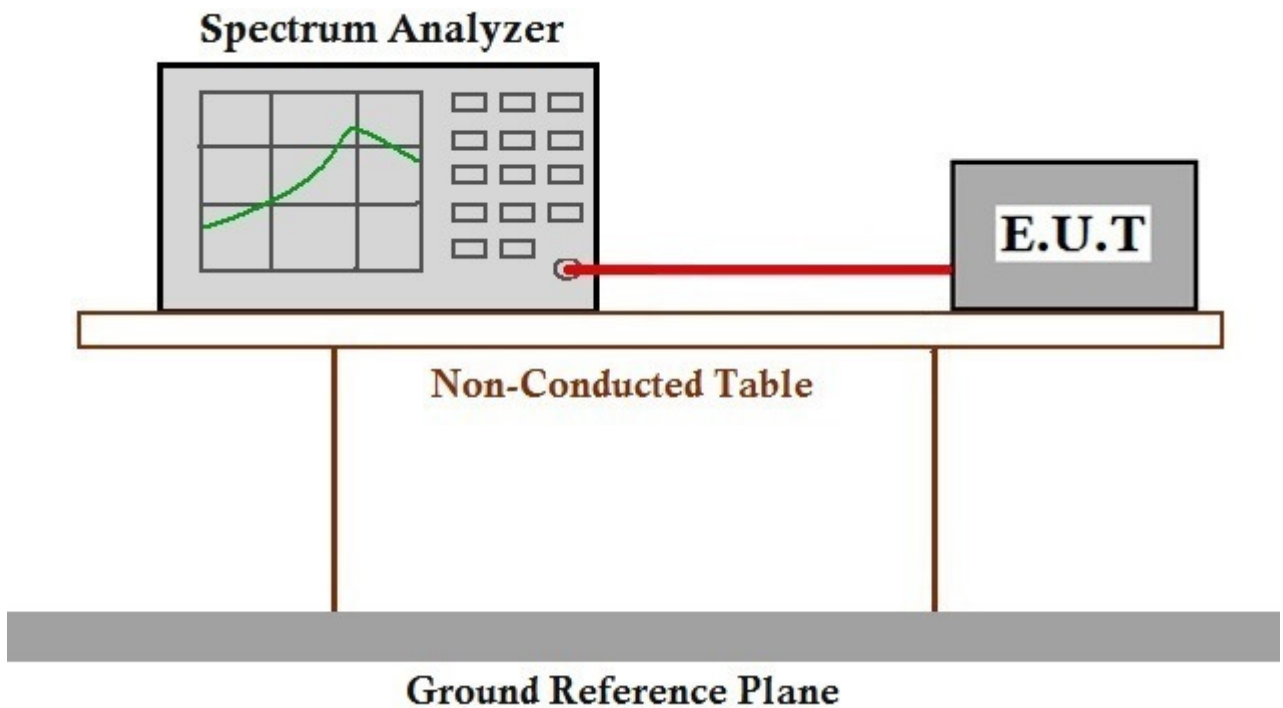 Spectrum Analyzer
E.U.T
Non-Conducted Table
Ground Reference Plane